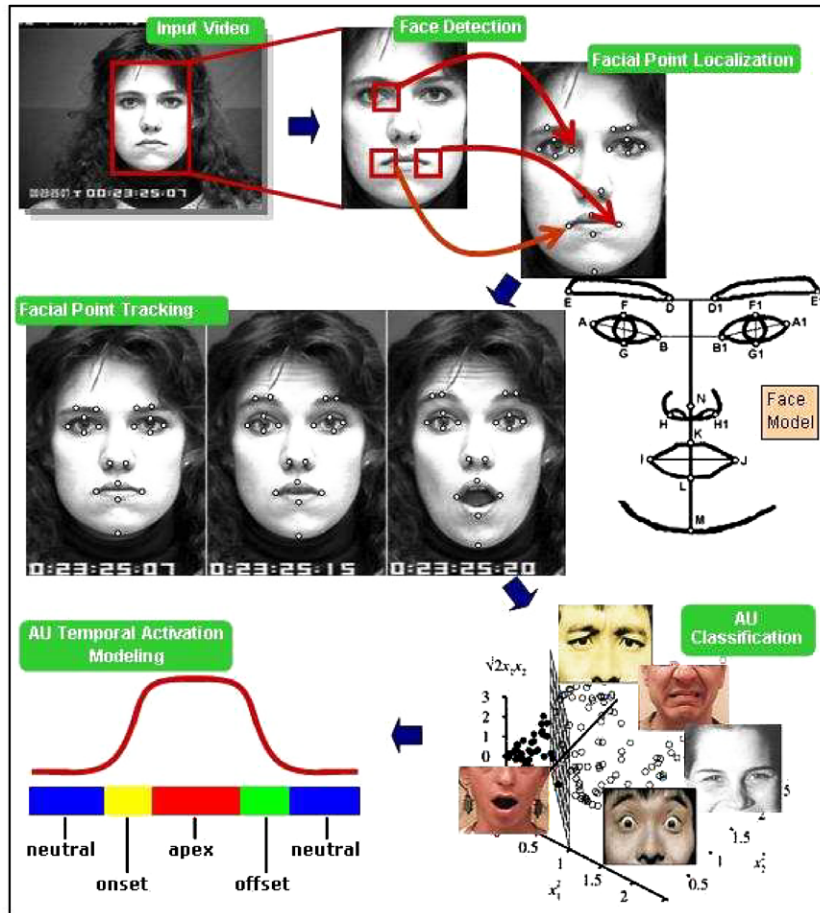 Input Video
Face Detection
Facial Point Localization
00:23:25:07
Facial Point Tracking
E
D
D1
E1
F
F1
A
A1
B
B1
G
G1
N
H
H1
K
Face
Model
I
J
L
M
0:23:25:07
0:23:25:15
0:23:25:20
AU Temporal Activation
Modeling
AU
Classification
√2x₁x₂
3
2
1
0
0.5
1
1.5
2
x₁²
0.5
1
1.5
2
x₂²
neutral
apex
neutral
onset
offset